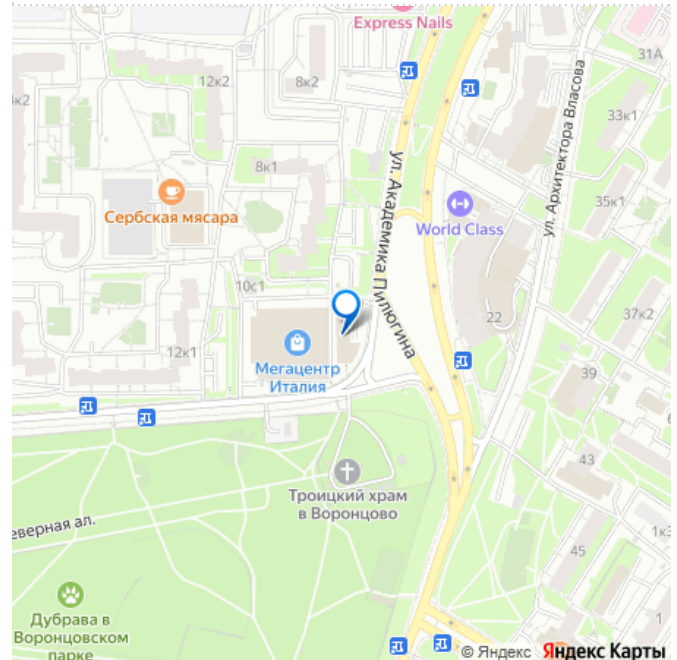 Express Nails
31А
12к2
8к2
4к2
33к1
ул. Архитектора Власова
ул. Академика Пилюгина
8к1
35к1
Сербская мясара
World Class
10с1
22
37к2
Мегацентр
Италия
12к1
39
43
Троицкий храм
в Воронцово
еверная ал.
1к3
45
Дубрава в
Воронцовском
парке
1
© Яндекс Яндекс Карты